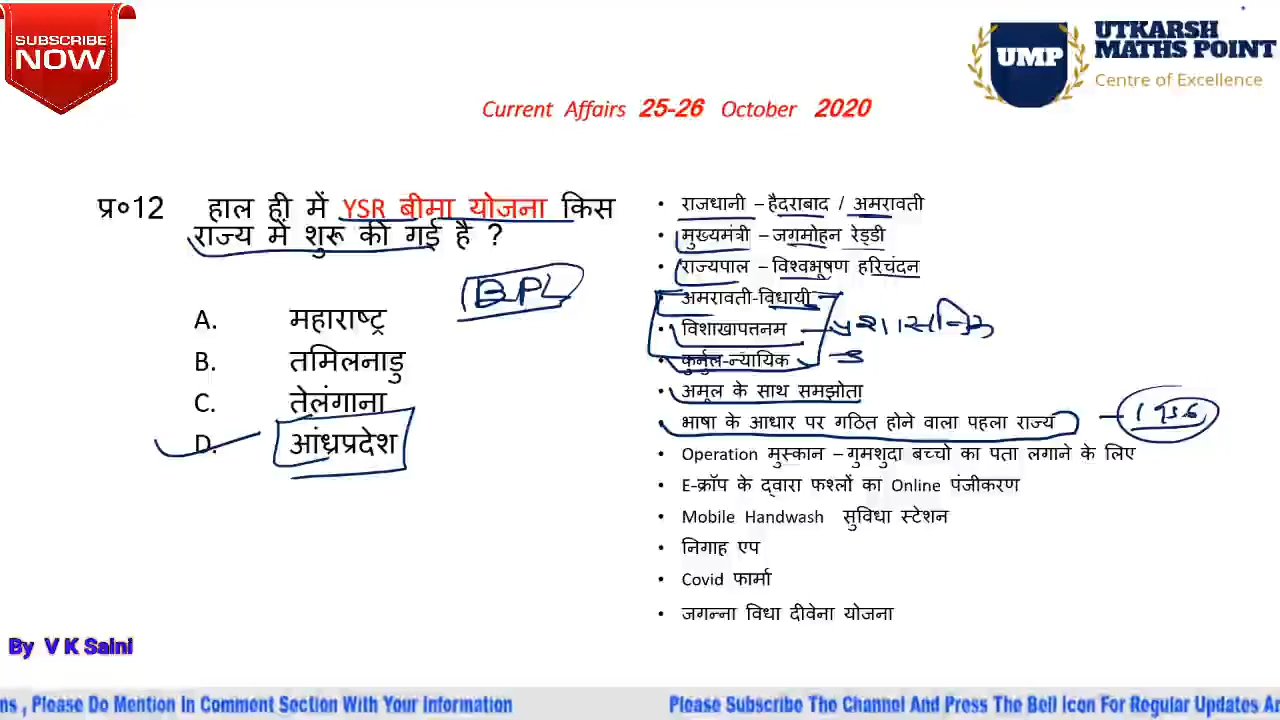 SUBSCRIBE
NOW
UMP
UTKARSH
MATHS POINT
Centre of Excellence
Current Affairs 25-26 October 2020
प्र०12 हाल ही में YSR बीमा योजना किस
राज्य में शुरू की गई है ?
BPL
A. महाराष्ट्र
B. तमिलनाडु
C. तेलंगाना
D. आंध्रप्रदेश
• राजधानी – हैदराबाद / अमरावती
• मुख्यमंत्री – जगमोहन रेड्डी
• राज्यपाल – विश्वभूषण हरिचंदन
• अमरावती-विधायी
• विशाखापत्तनम
• कुर्नुल-न्यायिक
• अमूल के साथ समझोता
भाषा के आधार पर गठित होने वाला पहला राज्य 1956
• Operation मुस्कान – गुमशुदा बच्चो का पता लगाने के लिए
• E-क्रॉप के द्वारा फश्लों का Online पंजीकरण
• Mobile Handwash सुविधा स्टेशन
• निगाह एप
• Covid फार्मा
• जगन्ना विधा दीवेना योजना
By V K Saini
ns , Please Do Mention In Comment Section With Your Information Please Subscribe The Channel And Press The Bell Icon For Regular Updates